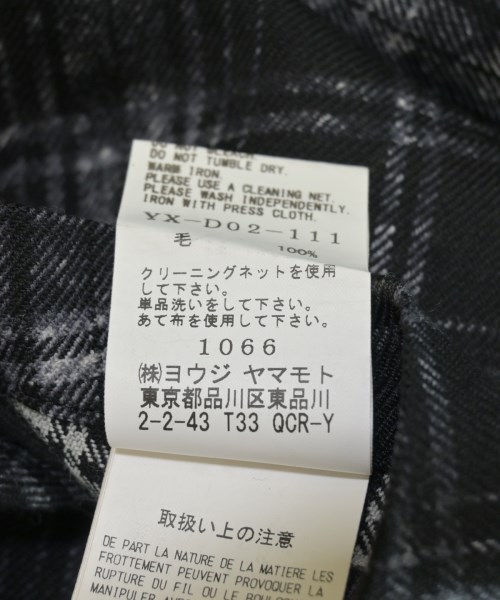 DO NOT BLEACH.
DO NOT TUMBLE DRY.
WARM IRON.
PLEASE USE A CLEANING NET.
PLEASE WASH INDEPENDENTLY.
IRON WITH PRESS CLOTH.
YX-D02-111
毛 100%
クリーニングネットを使用
して下さい。
単品洗いをして下さい。
あて布を使用して下さい。
1066
㈱ヨウジ ヤマモト
東京都品川区東品川
2-2-43 T33 QCR-Y
取扱い上の注意
DE PART LA NATURE DE LA MATIERE LES
FROTTEMENT PEUVENT PROVOQUER LA
RUPTURE DU FIL OU LE
MANIPULER